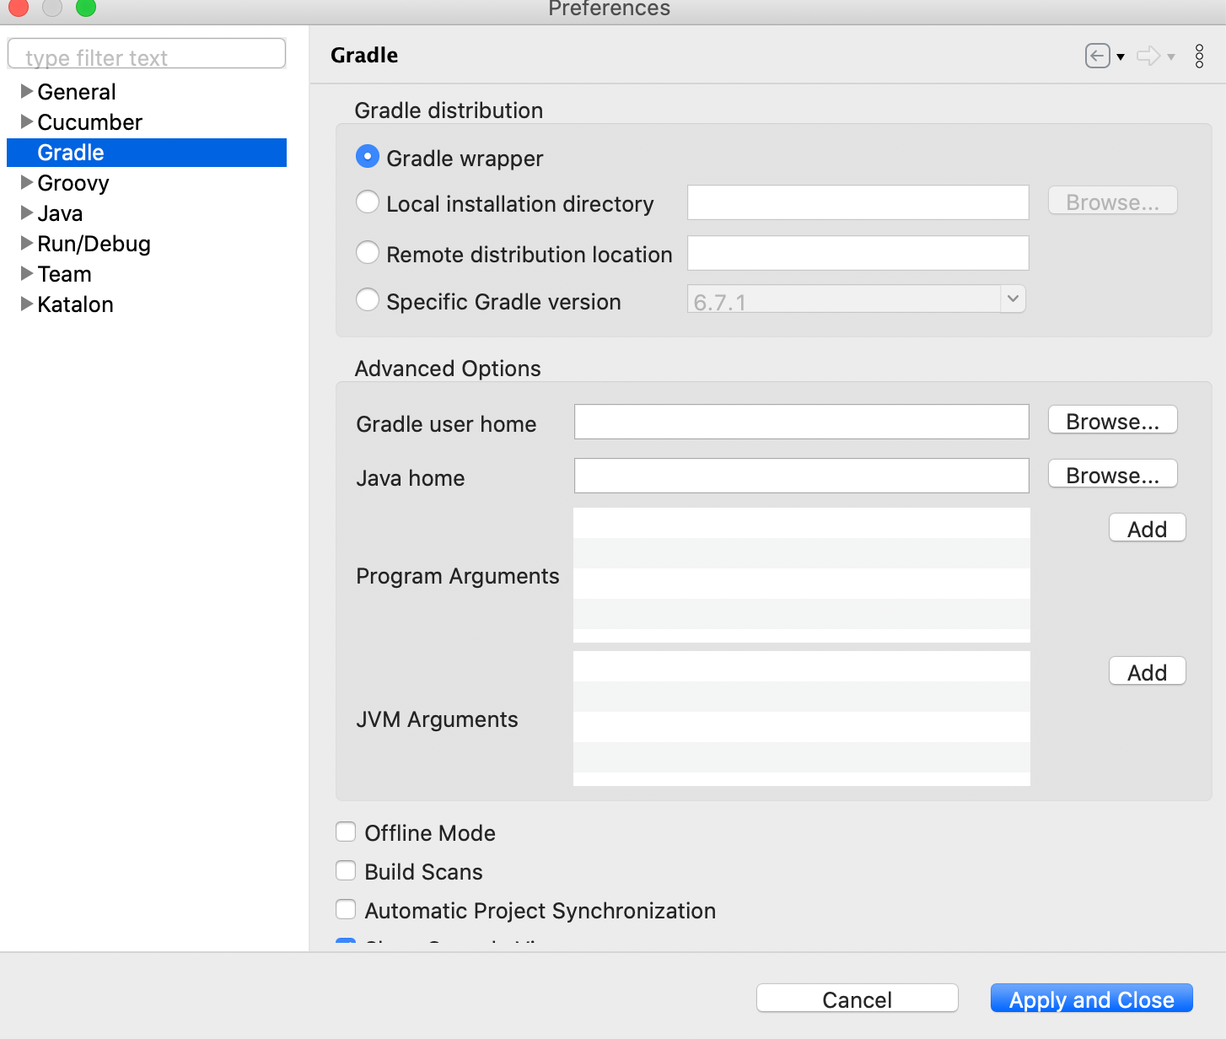 Preferences
type filter text
General
Cucumber
Gradle
Groovy
Java
Run/Debug
Team
Katalon
Gradle
Gradle distribution
Gradle wrapper
Local installation directory Browse...
Remote distribution location
Specific Gradle version 6.7.1
Advanced Options
Gradle user home Browse...
Java home Browse...
Program Arguments Add
JVM Arguments Add
Offline Mode
Build Scans
Automatic Project Synchronization
Cancel Apply and Close